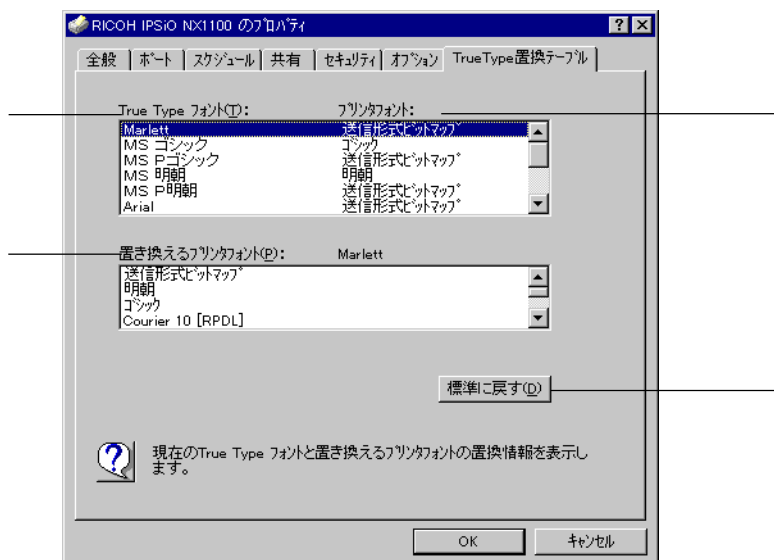 RICOH IPSiO NX1100 のﾌﾟﾛﾊﾟﾃｨ
全般 ﾎﾟｰﾄ ｽｹｼﾞｭｰﾙ 共有 ｾｷｭﾘﾃｨ ｵﾌﾟｼｮﾝ TrueType置換ﾃｰﾌﾞﾙ
True Type ﾌｫﾝﾄ(T): ﾌﾟﾘﾝﾀﾌｫﾝﾄ:
Marlett 送信形式ﾋﾞｯﾄﾏｯﾌﾟ
MS ゴシック ｺﾞｼｯｸ
MS Pゴシック 送信形式ﾋﾞｯﾄﾏｯﾌﾟ
MS 明朝 明朝
MS P明朝 送信形式ﾋﾞｯﾄﾏｯﾌﾟ
Arial 送信形式ﾋﾞｯﾄﾏｯﾌﾟ
置き換えるﾌﾟﾘﾝﾀﾌｫﾝﾄ(P): Marlett
送信形式ﾋﾞｯﾄﾏｯﾌﾟ
明朝
ｺﾞｼｯｸ
Courier 10 [RPDL]
標準に戻す(D)
現在のTrue Type ﾌｫﾝﾄと置き換えるﾌﾟﾘﾝﾀﾌｫﾝﾄの置換情報を表示し
ます。
OK ｷｬﾝｾﾙ